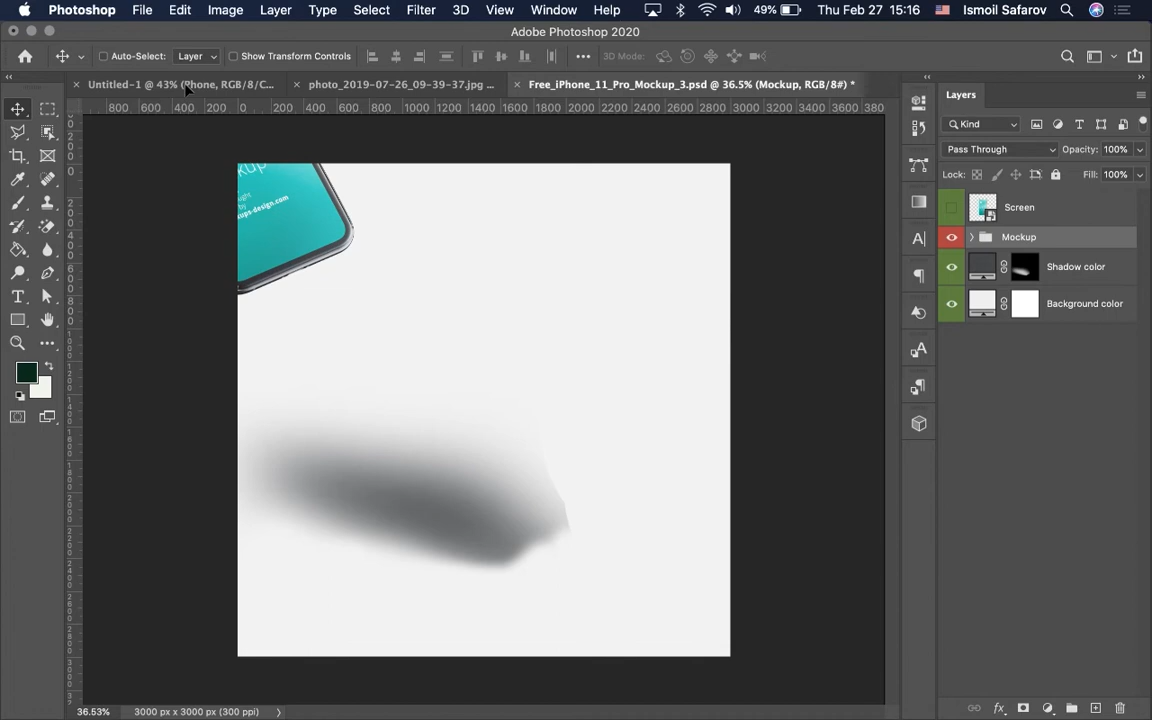 Photoshop File Edit Image Layer Type Select Filter 3D View Window Help 49% Thu Feb 27 15:16 Ismoil Safarov
Adobe Photoshop 2020
Auto-Select: Layer Show Transform Controls 3D Mode:
Untitled-1 @ 43% (Phone, RGB/8/C... photo_2019-07-26_09-39-37.jpg ... Free_iPhone_11_Pro_Mockup_3.psd @ 36.5% (Mockup, RGB/8#) *
800 600 400 200 0 200 400 600 800 1000 1200 1400 1600 1800 2000 2200 2400 2600 2800 3000 3200 3400 3600 380
Layers
Kind
Pass Through Opacity: 100%
Lock: Fill: 100%
Screen
Mockup
Shadow color
Background color
36.53% 3000 px x 3000 px (300 ppi)